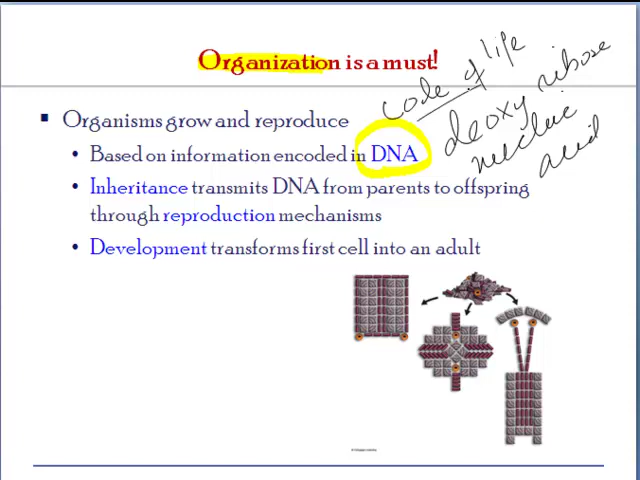 Organization is a must!
code of life
▪ Organisms grow and reproduce
deoxy ribose
nucleic
acid
• Based on information encoded in DNA
• Inheritance transmits DNA from parents to offspring
through reproduction mechanisms
• Development transforms first cell into an adult